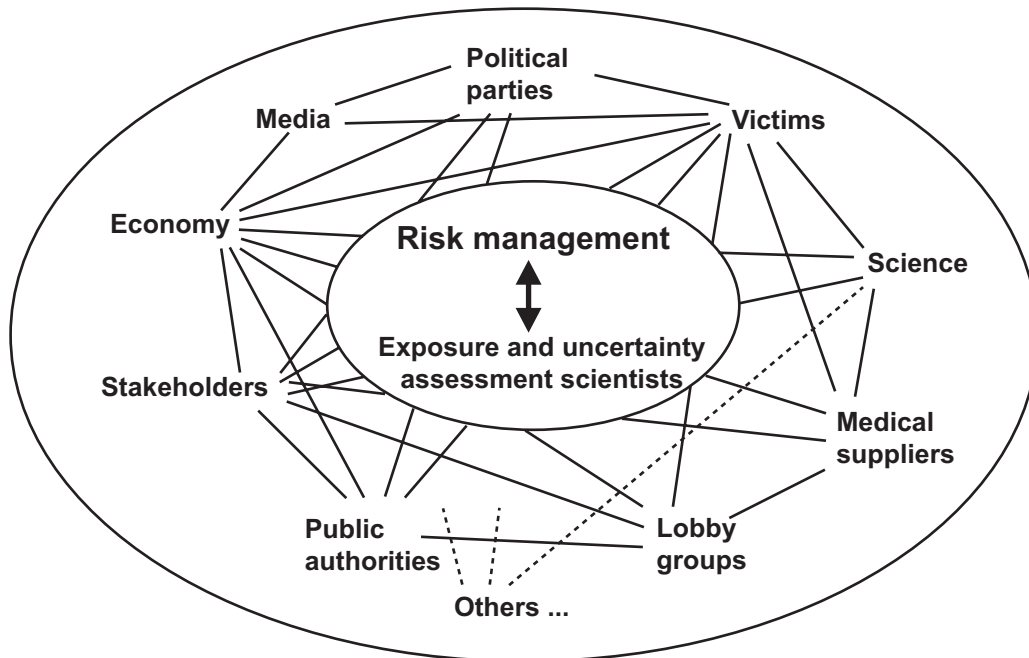 Political
parties
Media
Victims
Economy
Risk management
Science
Exposure and uncertainty
assessment scientists
Stakeholders
Medical
suppliers
Public
authorities
Lobby
groups
Others ...